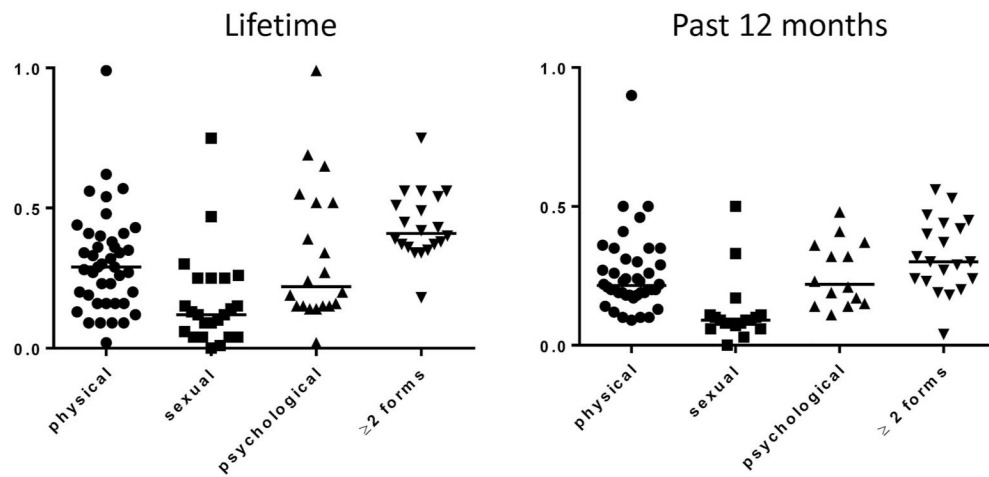 Lifetime
1.0
0.5
0.0
physical
sexual
psychological
≥2 forms
Past 12 months
1.0
0.5
0.0
physical
sexual
psychological
≥ 2 forms